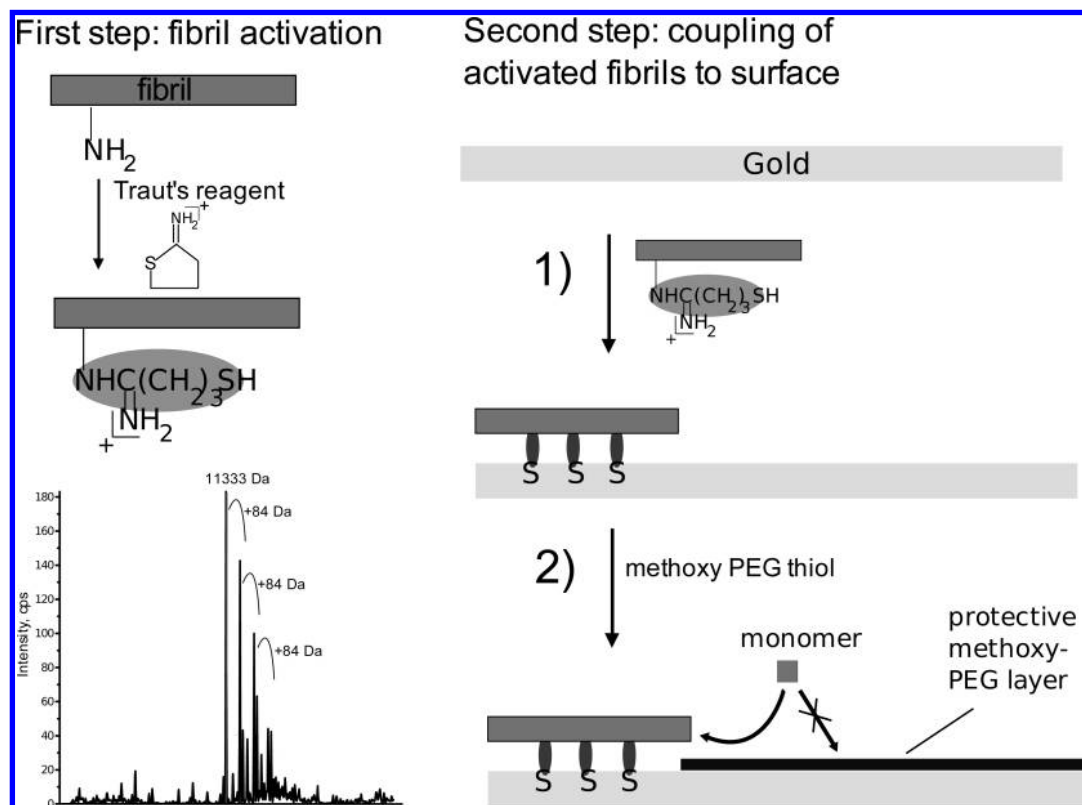 First step: fibril activation
fibril
NH2
Traut's reagent
NH2
+
S
NHC(CH2)3SH
NH2
+
11333 Da
+84 Da
+84 Da
+84 Da
Intensity, cps
180
160
140
120
100
80
60
40
20
0
Second step: coupling of
activated fibrils to surface
Gold
1)
NHC(CH2)3SH
NH2
+
S S S
2)
methoxy PEG thiol
monomer
protective
methoxy-
PEG layer
S S S